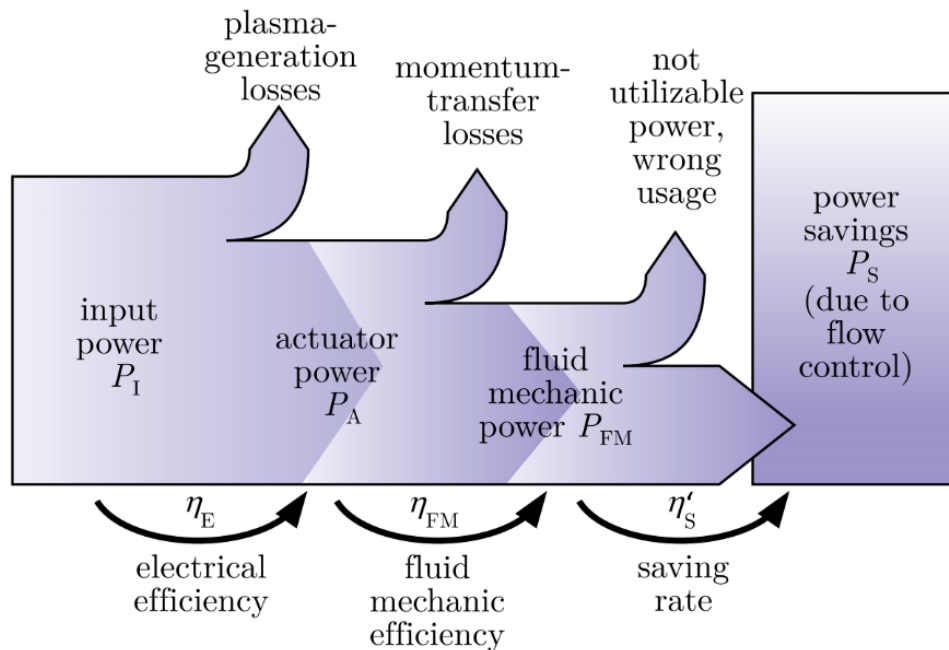 plasma-
generation
losses
momentum-
transfer
losses
not
utilizable
power,
wrong
usage
input
power
P_I
actuator
power
P_A
fluid
mechanic
power P_FM
power
savings
P_S
(due to
flow
control)
η_E
electrical
efficiency
η_FM
fluid
mechanic
efficiency
η′_S
saving
rate